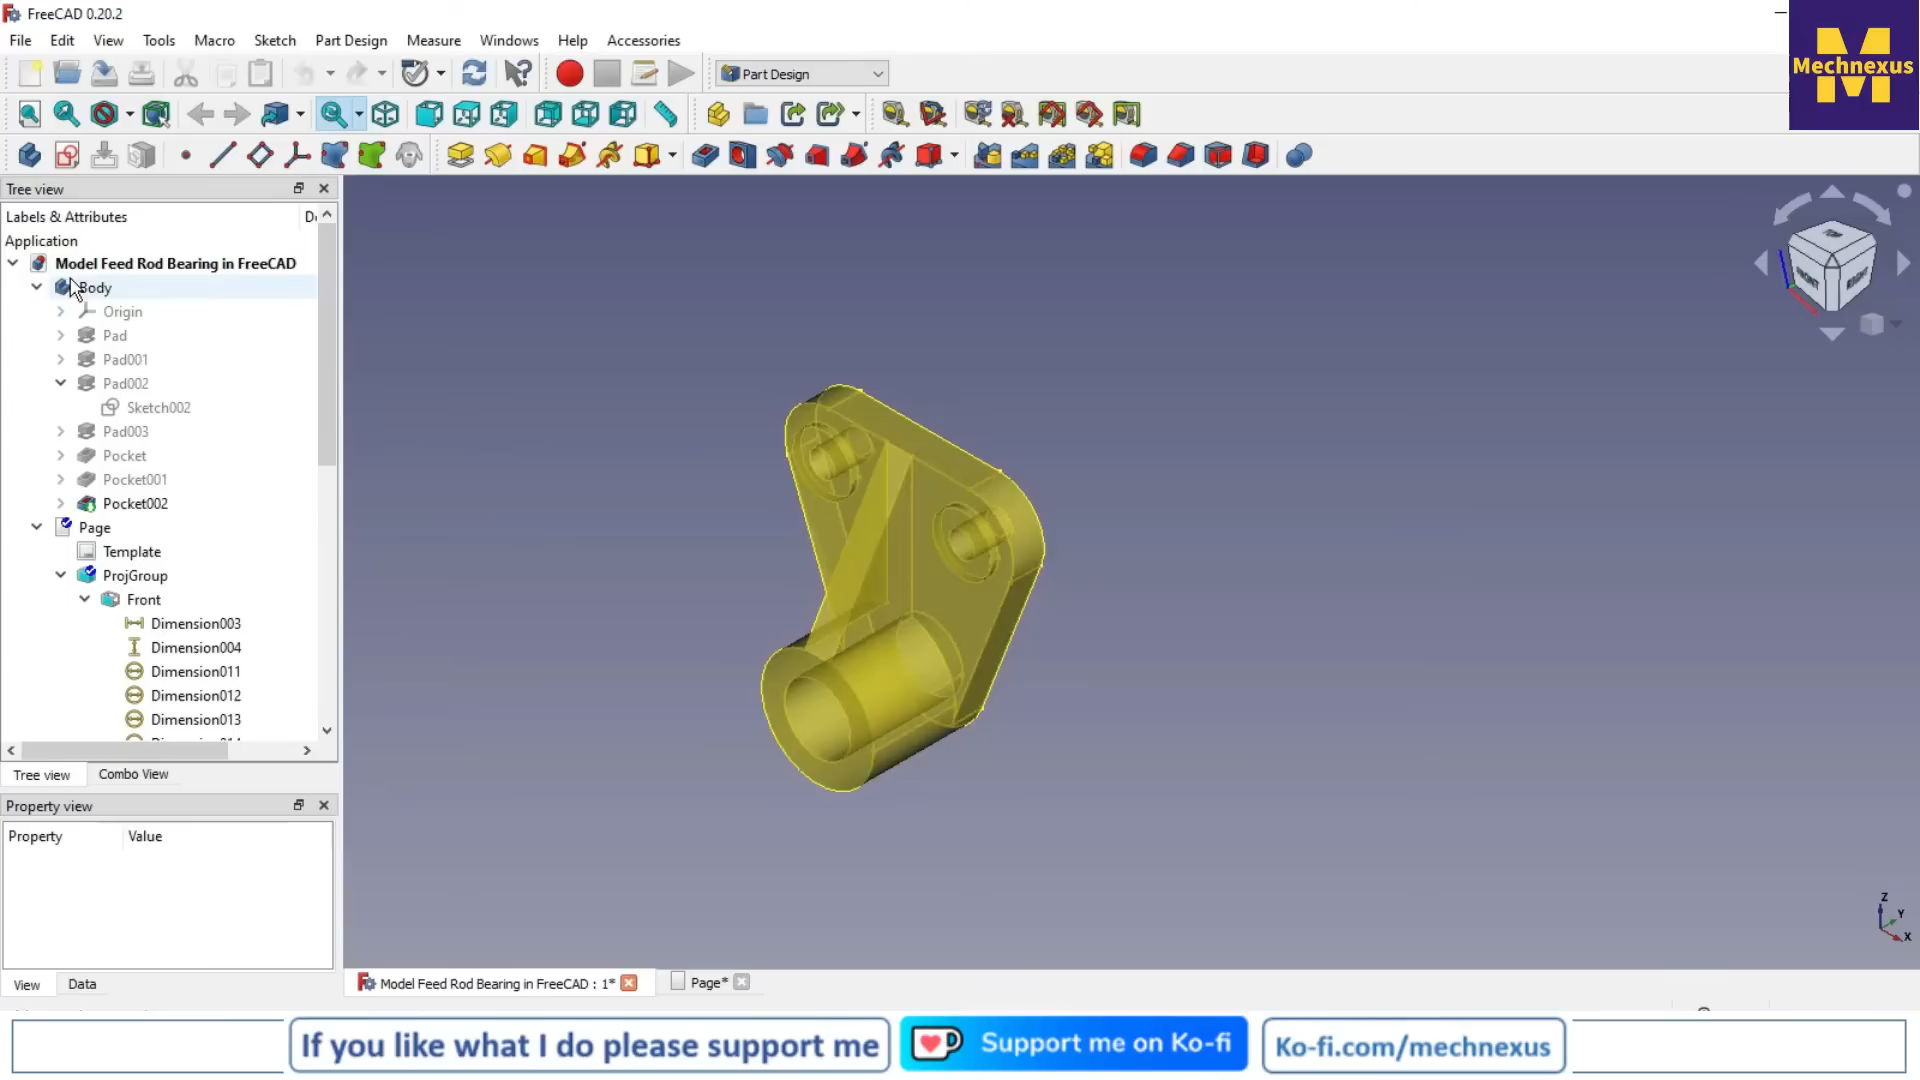 FreeCAD 0.20.2
M
Mechnexus
File Edit View Tools Macro Sketch Part Design Measure Windows Help Accessories
Part Design
Tree view
Labels & Attributes
Application
Model Feed Rod Bearing in FreeCAD
Body
Origin
Pad
Pad001
Pad002
Sketch002
Pad003
Pocket
Pocket001
Pocket002
Page
Template
ProjGroup
Front
Dimension003
Dimension004
Dimension011
Dimension012
Dimension013
Tree view Combo View
Property view
Property Value
View Data
FRONT RIGHT
Z
Y
X
Model Feed Rod Bearing in FreeCAD : 1* Page*
If you like what I do please support me
Support me on Ko-fi
Ko-fi.com/mechnexus